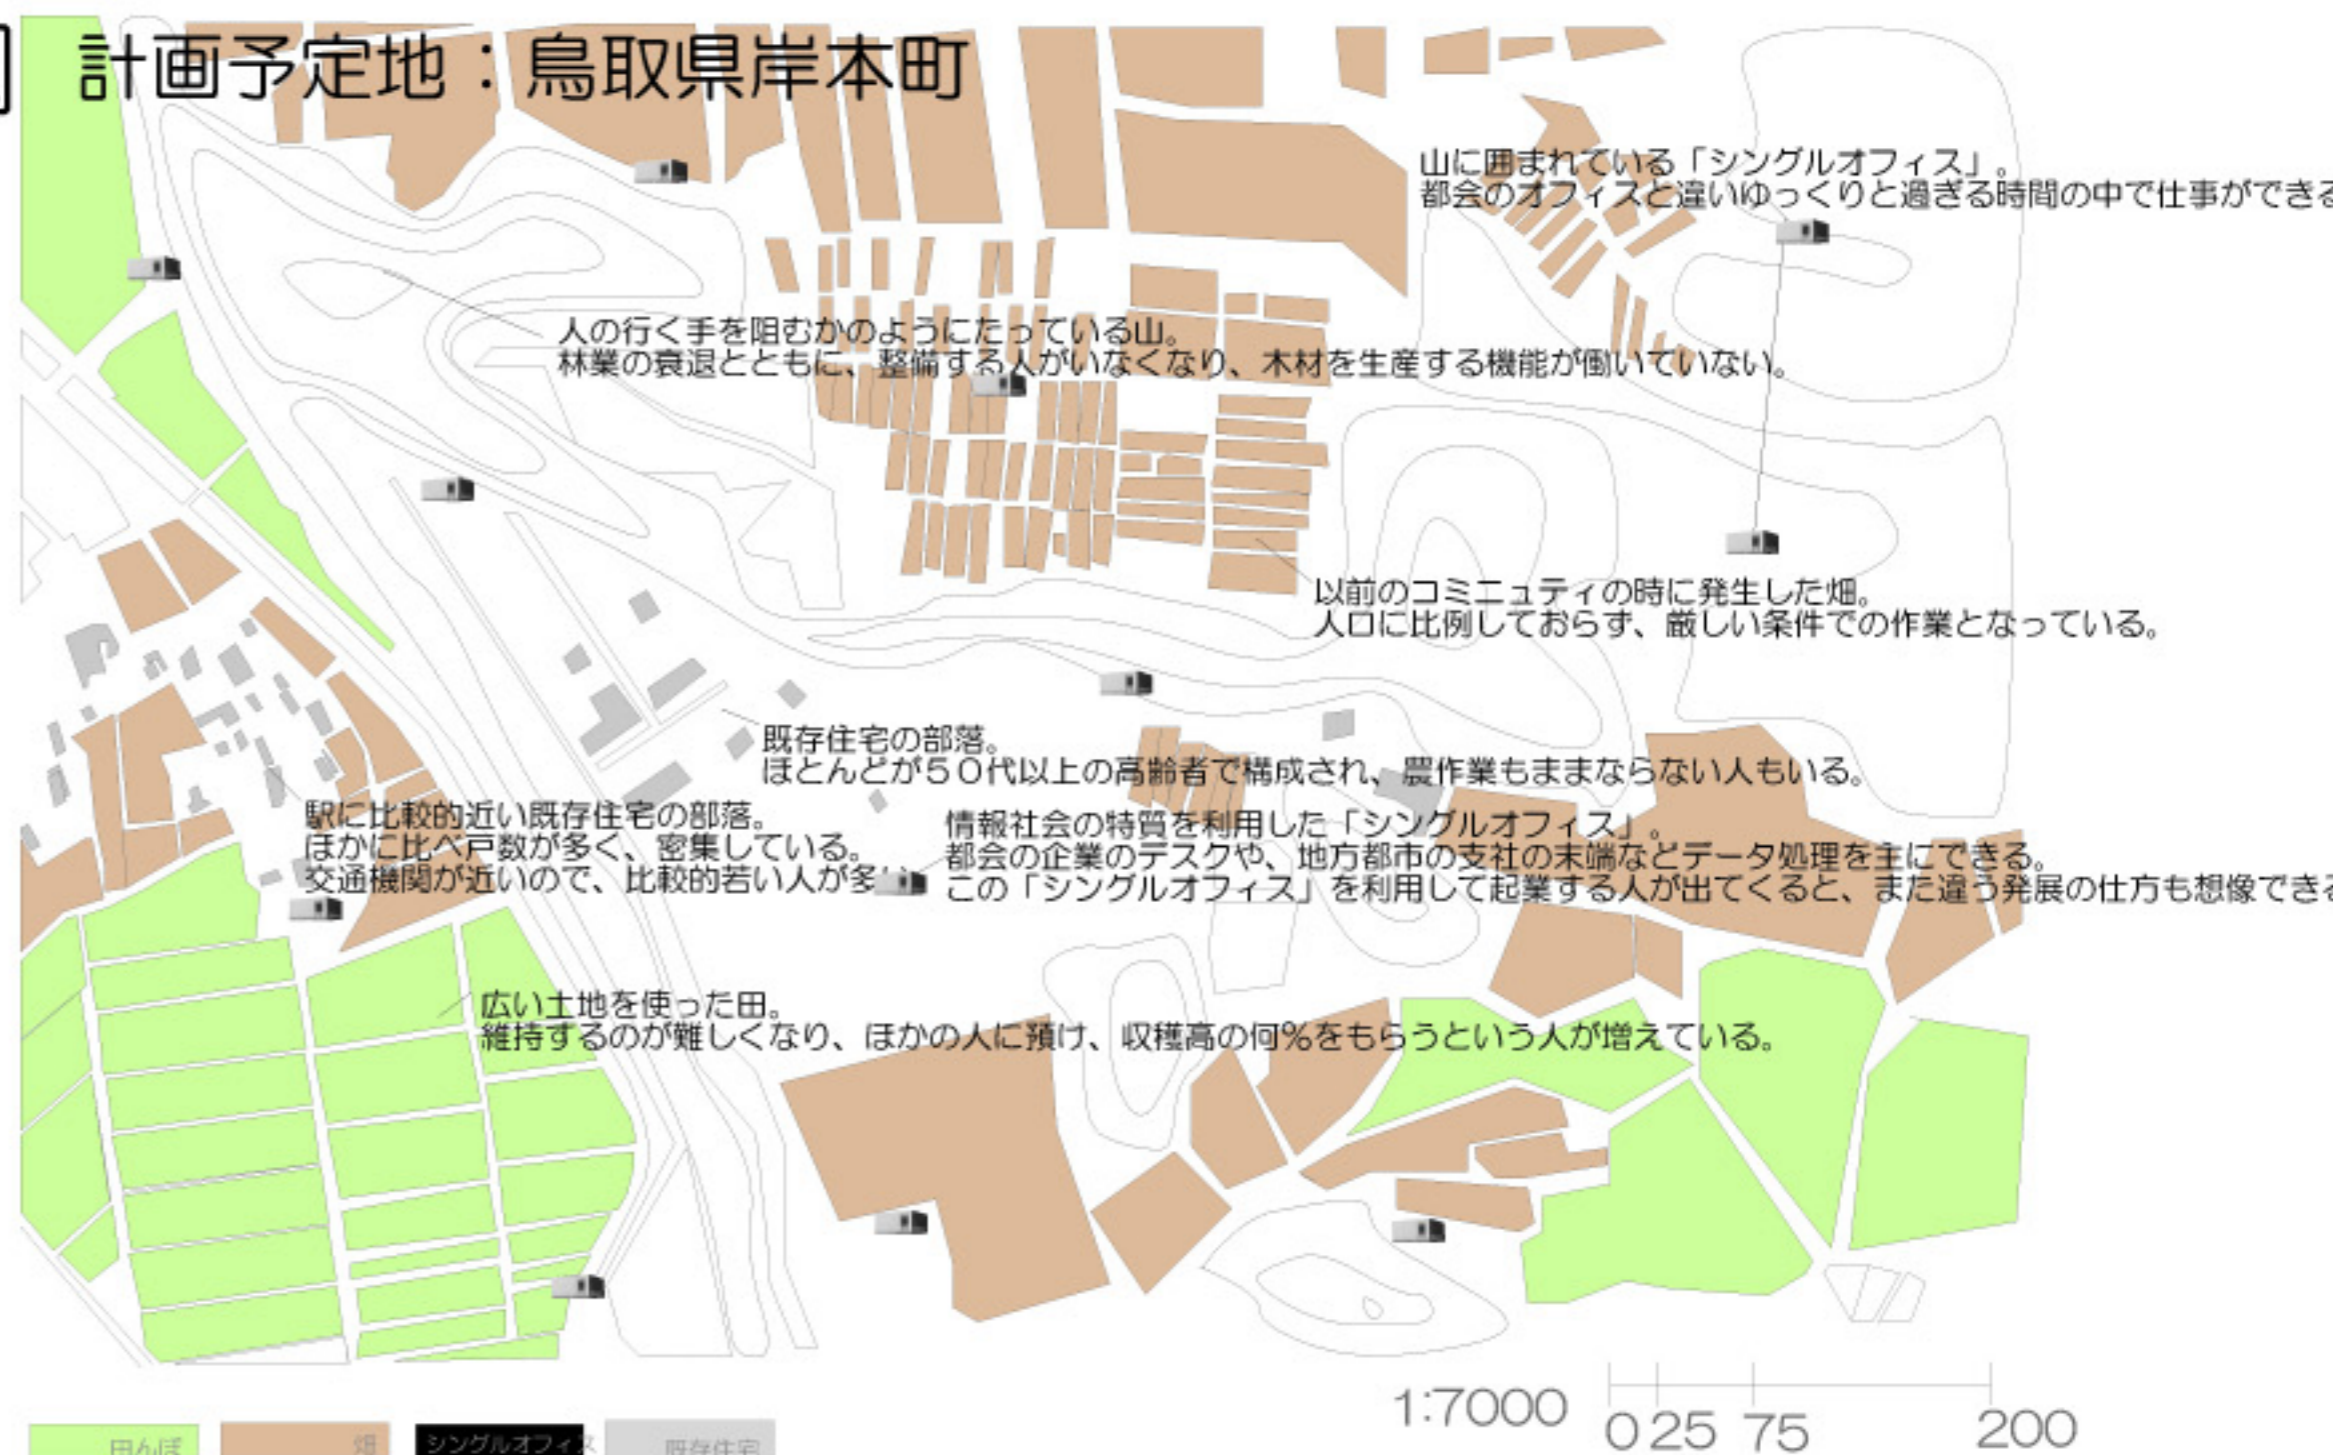 計画予定地：鳥取県岸本町
山に囲まれている「シングルオフィス」。
都会のオフィスと違いゆっくりと過ぎる時間の中で仕事ができる
人の行く手を阻むかのようにたっている山。
林業の衰退とともに、整備する人がいなくなり、木材を生産する機能が働いていない。
以前のコミニュティの時に発生した畑。
人口に比例しておらず、厳しい条件での作業となっている。
既存住宅の部落。
ほとんどが５０代以上の高齢者で構成され、農作業もままならない人もいる。
駅に比較的近い既存住宅の部落。
ほかに比べ戸数が多く、密集している。
交通機関が近いので、比較的若い人が多
情報社会の特質を利用した「シングルオフィス」。
都会の企業のデスクや、地方都市の支社の末端などデータ処理を主にできる。
この「シングルオフィス」を利用して起業する人が出てくると、また違う発展の仕方も想像できる
広い土地を使った田。
維持するのが難しくなり、ほかの人に預け、収穫高の何％をもらうという人が増えている。
1:7000
0 25 75 200
田んぼ 畑 シングルオフィス 既存住宅